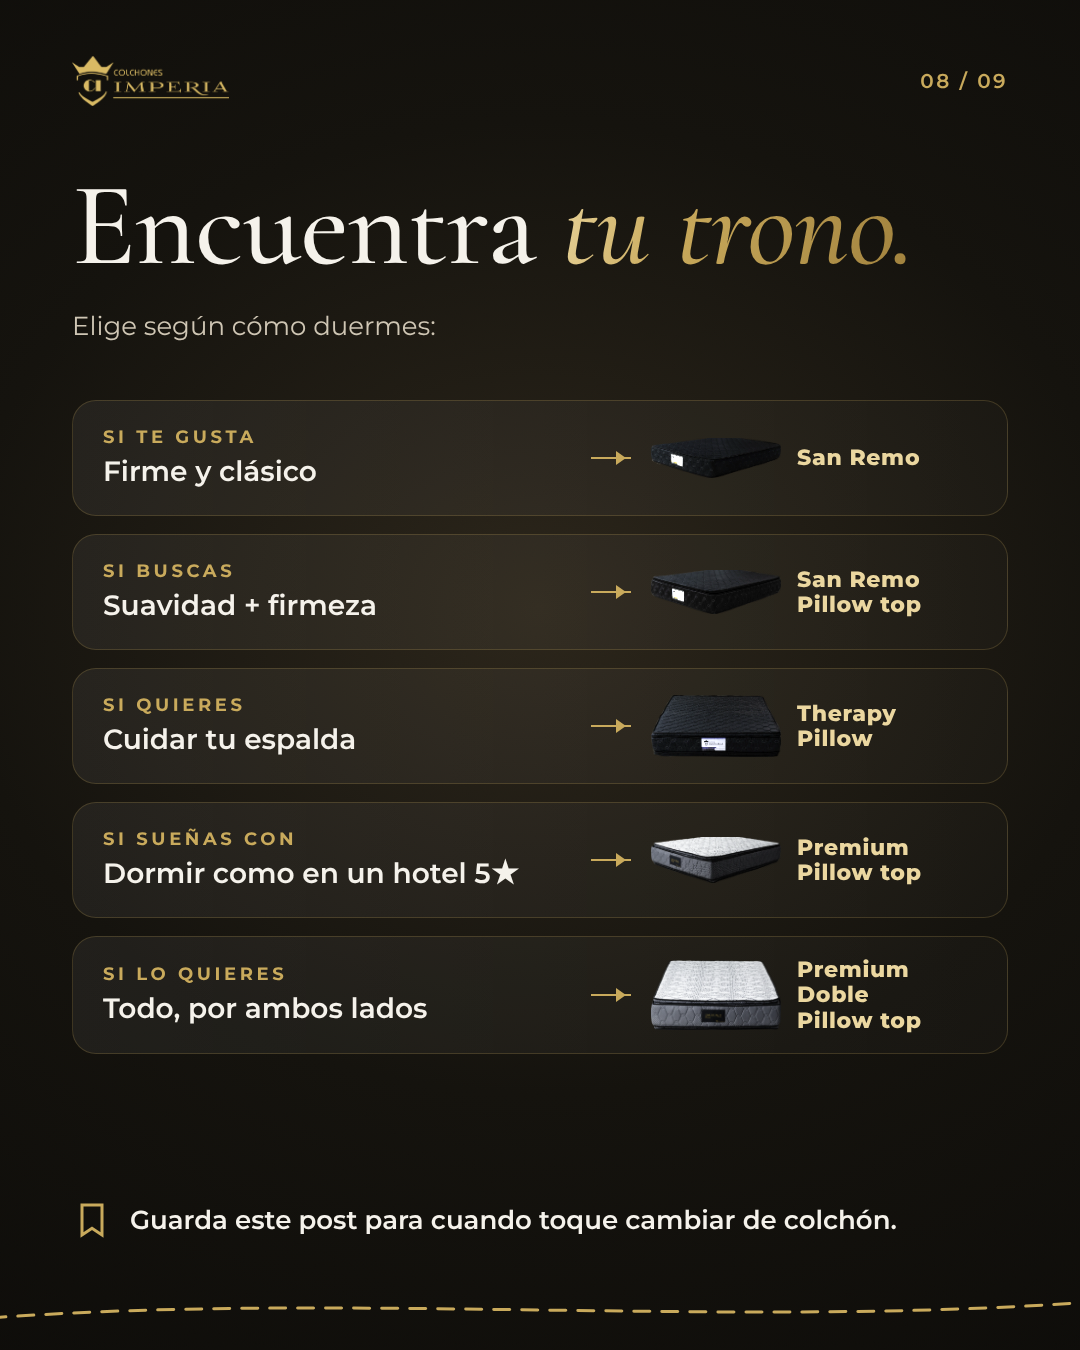 COLCHONES
a IMPERIA
08 / 09
Encuentra tu trono.
Elige según cómo duermes:
SI TE GUSTA
Firme y clásico
San Remo
SI BUSCAS
Suavidad + firmeza
San Remo
Pillow top
SI QUIERES
Cuidar tu espalda
Therapy
Pillow
SI SUEÑAS CON
Dormir como en un hotel 5★
Premium
Pillow top
SI LO QUIERES
Todo, por ambos lados
Premium
Doble
Pillow top
Guarda este post para cuando toque cambiar de colchón.